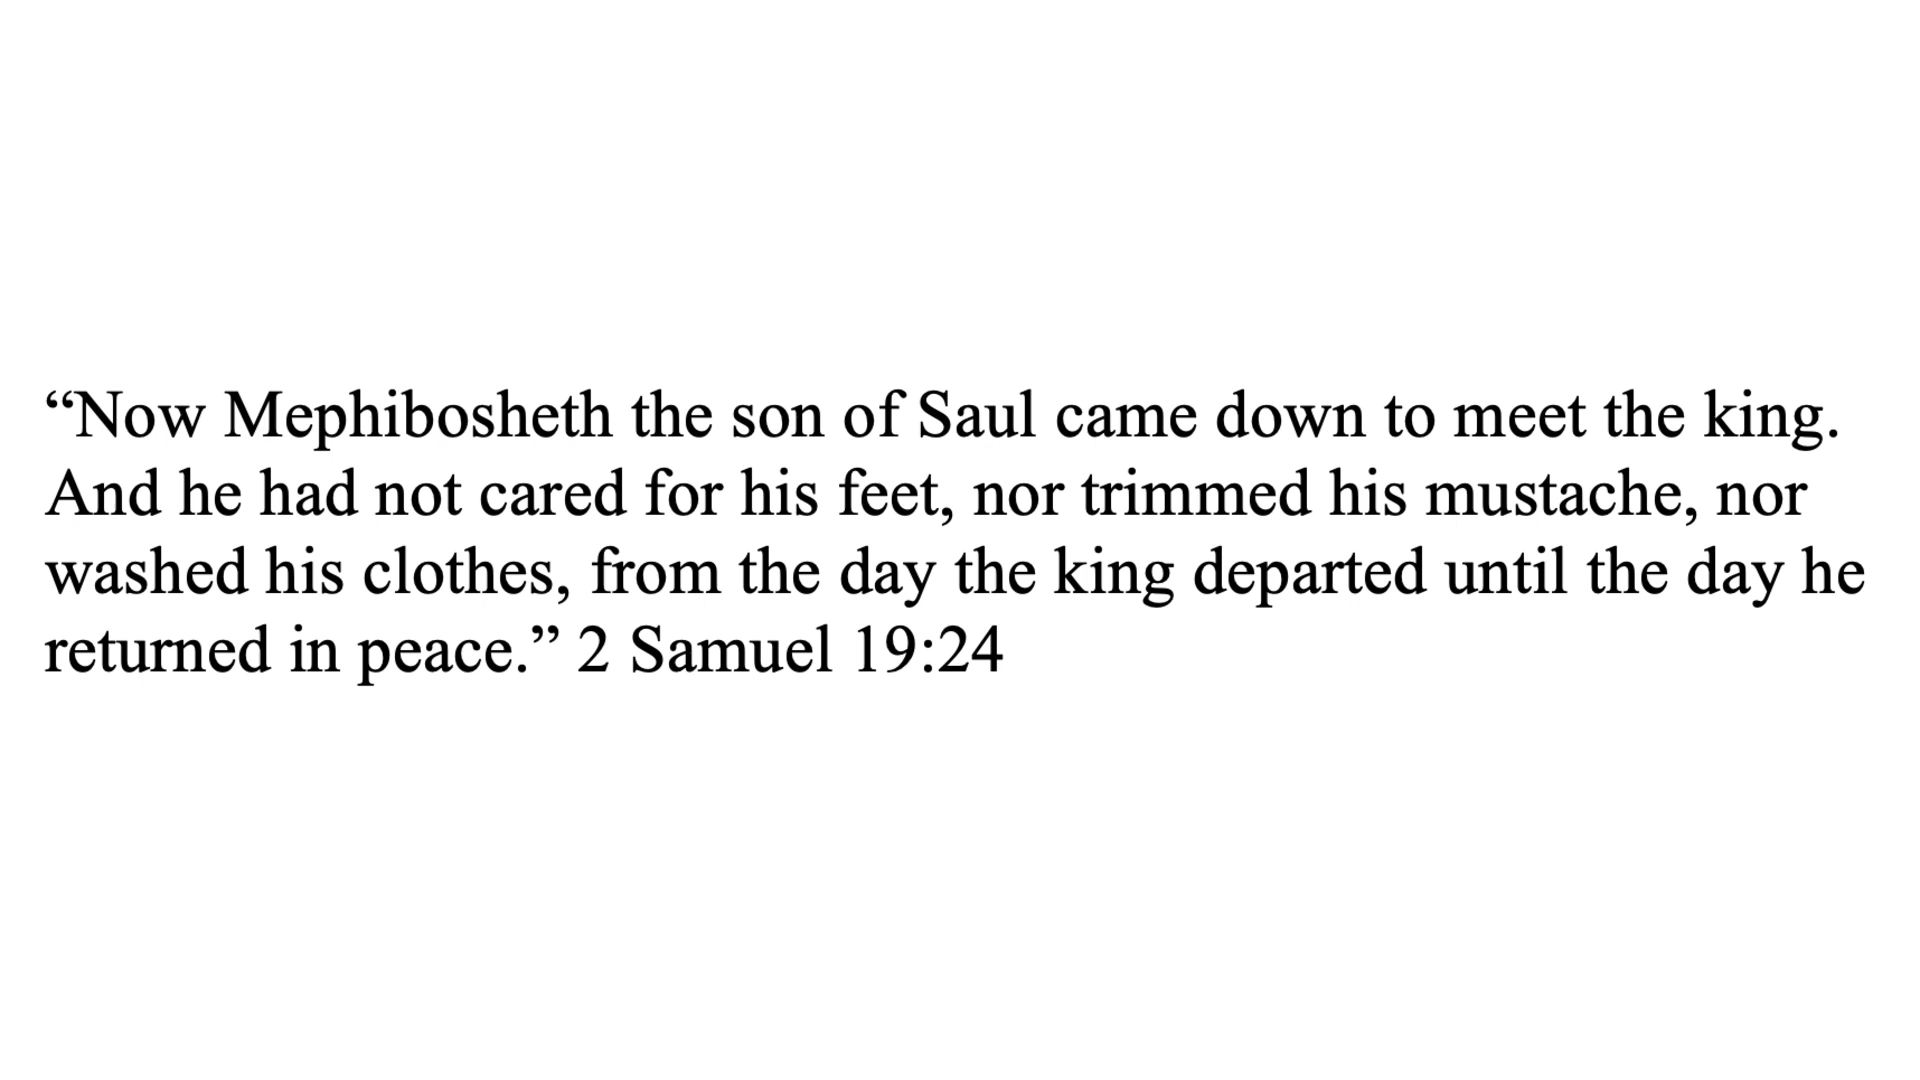 “Now Mephibosheth the son of Saul came down to meet the king.
And he had not cared for his feet, nor trimmed his mustache, nor
washed his clothes, from the day the king departed until the day he
returned in peace.” 2 Samuel 19:24